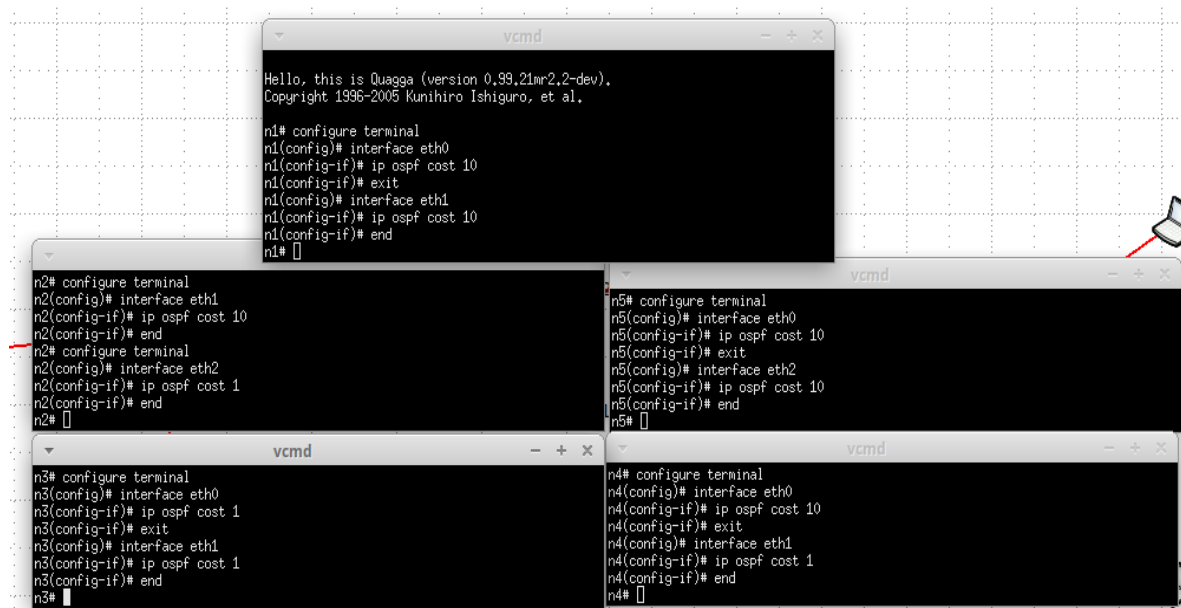 vcmd
Hello, this is Quagga (version 0.99.21mr2.2-dev).
Copyright 1996-2005 Kunihiro Ishiguro, et al.
n1# configure terminal
n1(config)# interface eth0
n1(config-if)# ip ospf cost 10
n1(config-if)# exit
n1(config)# interface eth1
n1(config-if)# ip ospf cost 10
n1(config-if)# end
n1#
n2# configure terminal
n2(config)# interface eth1
n2(config-if)# ip ospf cost 10
n2(config-if)# end
n2# configure terminal
n2(config)# interface eth2
n2(config-if)# ip ospf cost 1
n2(config-if)# end
n2#
vcmd
n5# configure terminal
n5(config)# interface eth0
n5(config-if)# ip ospf cost 10
n5(config-if)# exit
n5(config)# interface eth2
n5(config-if)# ip ospf cost 10
n5(config-if)# end
n5#
vcmd
n3# configure terminal
n3(config)# interface eth0
n3(config-if)# ip ospf cost 1
n3(config-if)# exit
n3(config)# interface eth1
n3(config-if)# ip ospf cost 1
n3(config-if)# end
n3#
vcmd
n4# configure terminal
n4(config)# interface eth0
n4(config-if)# ip ospf cost 10
n4(config-if)# exit
n4(config)# interface eth1
n4(config-if)# ip ospf cost 1
n4(config-if)# end
n4#